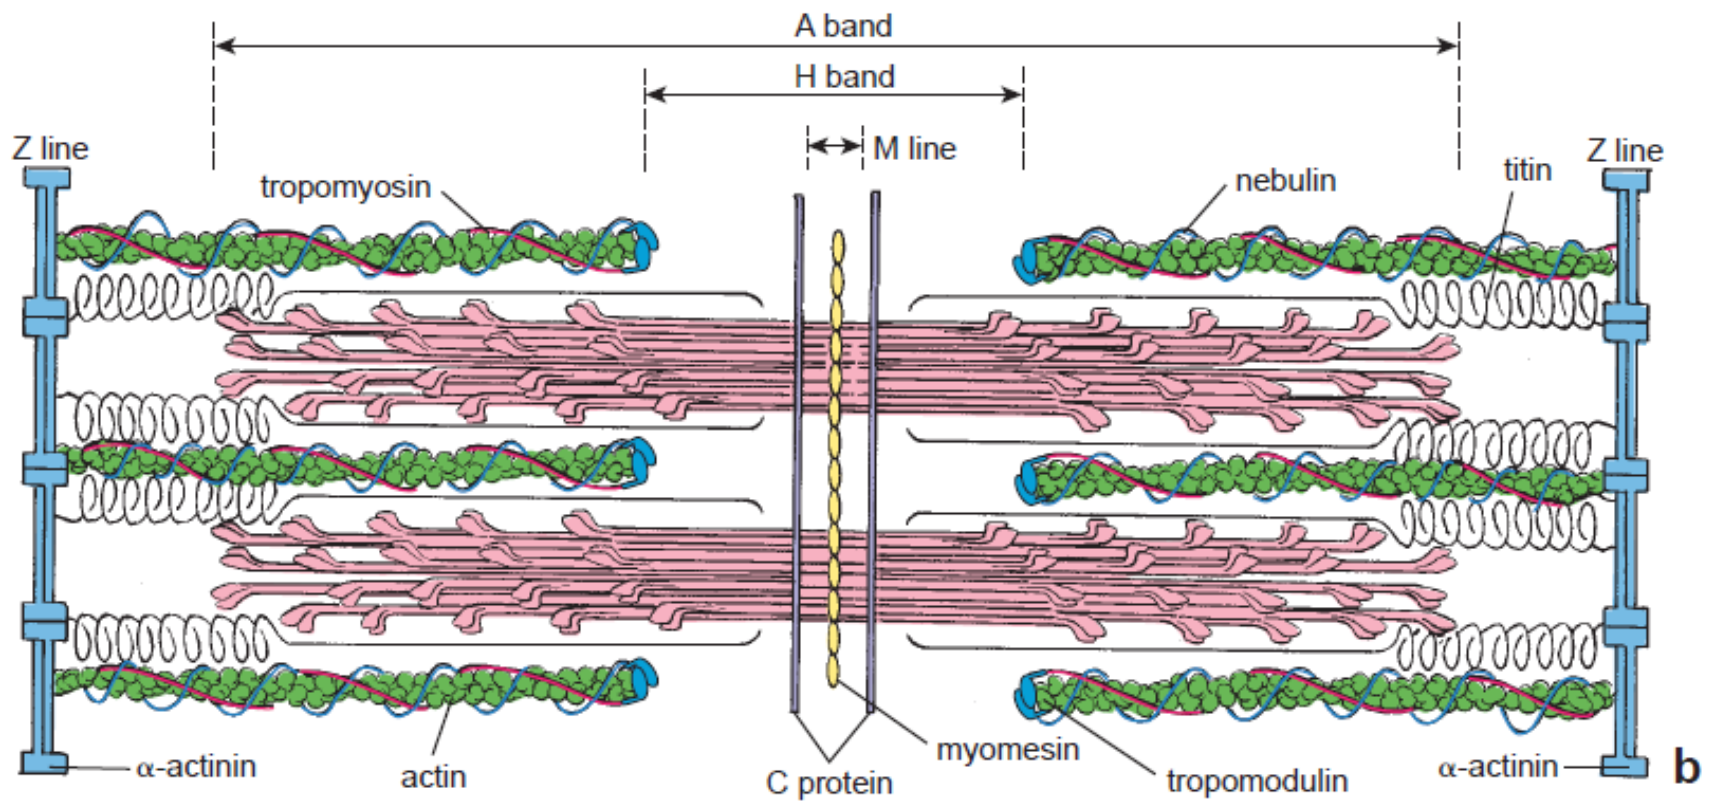 A band
H band
Z line
M line
Z line
tropomyosin
nebulin
titin
α-actinin
actin
C protein
myomesin
tropomodulin
α-actinin
b